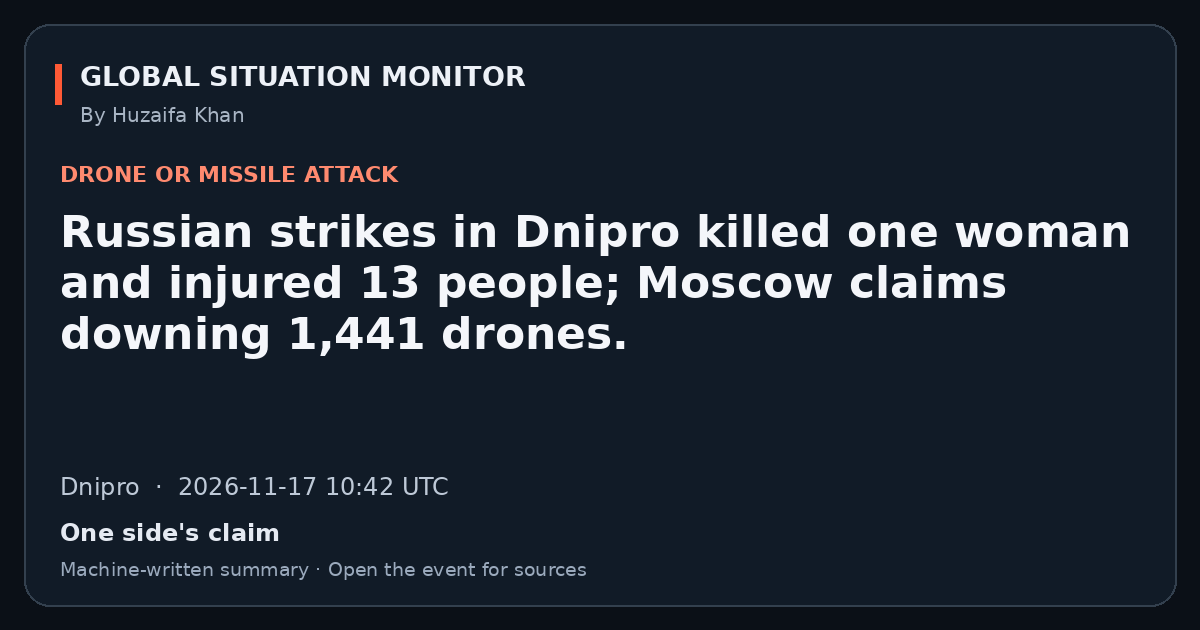 GLOBAL SITUATION MONITOR
By Huzaifa Khan
DRONE OR MISSILE ATTACK
Russian strikes in Dnipro killed one woman
and injured 13 people; Moscow claims
downing 1,441 drones.
Dnipro · 2026-11-17 10:42 UTC
One side's claim
Machine-written summary · Open the event for sources